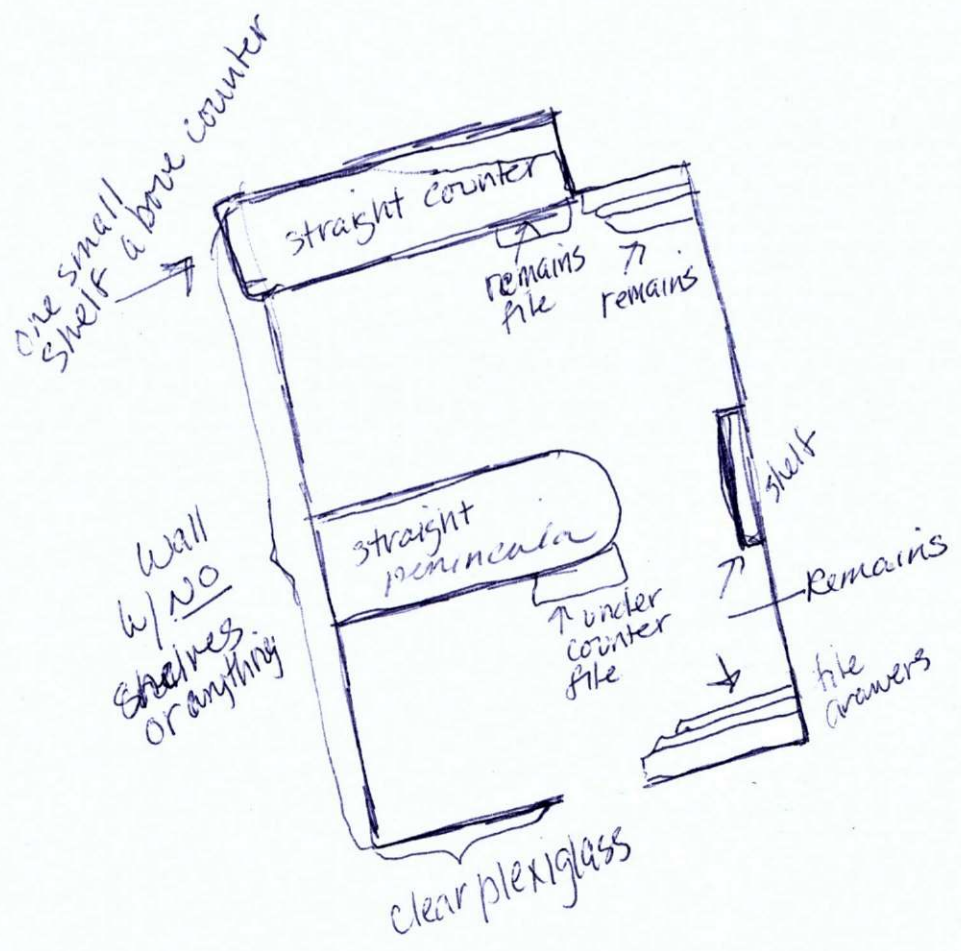 one small
shelf above counter
straight counter
remains
file
remains
shelf
straight
penincula
under
counter
file
Remains
file
drawers
Wall
w/ NO
shelves
or anything
clear plexiglass